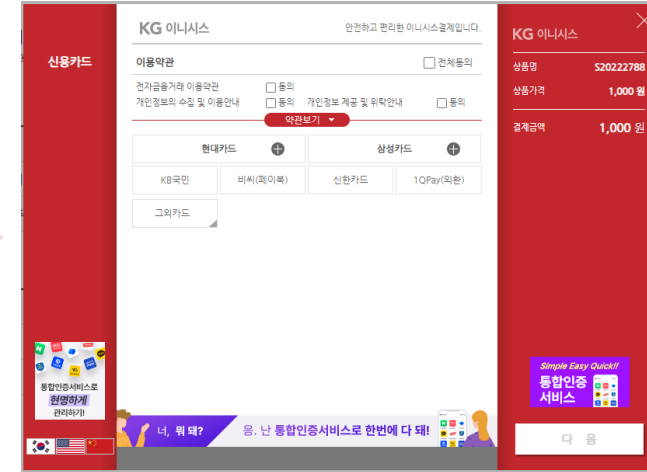 신용카드
KG 이니시스
안전하고 편리한 이니시스결제입니다.
이용약관
전체동의
전자금융거래 이용약관 동의
개인정보의 수집 및 이용안내 동의 개인정보 제공 및 위탁안내 동의
약관보기
현대카드 삼성카드
KB국민 비씨(페이북) 신한카드 1QPay(외환)
그외카드
통합인증서비스로
현명하게
관리하기!
너, 뭐 돼?
응. 난 통합인증서비스로 한번에 다 돼!
KG 이니시스
상품명 S20222788
상품가격 1,000 원
결제금액 1,000 원
Simple Easy Quick!!
통합인증
서비스
다 음